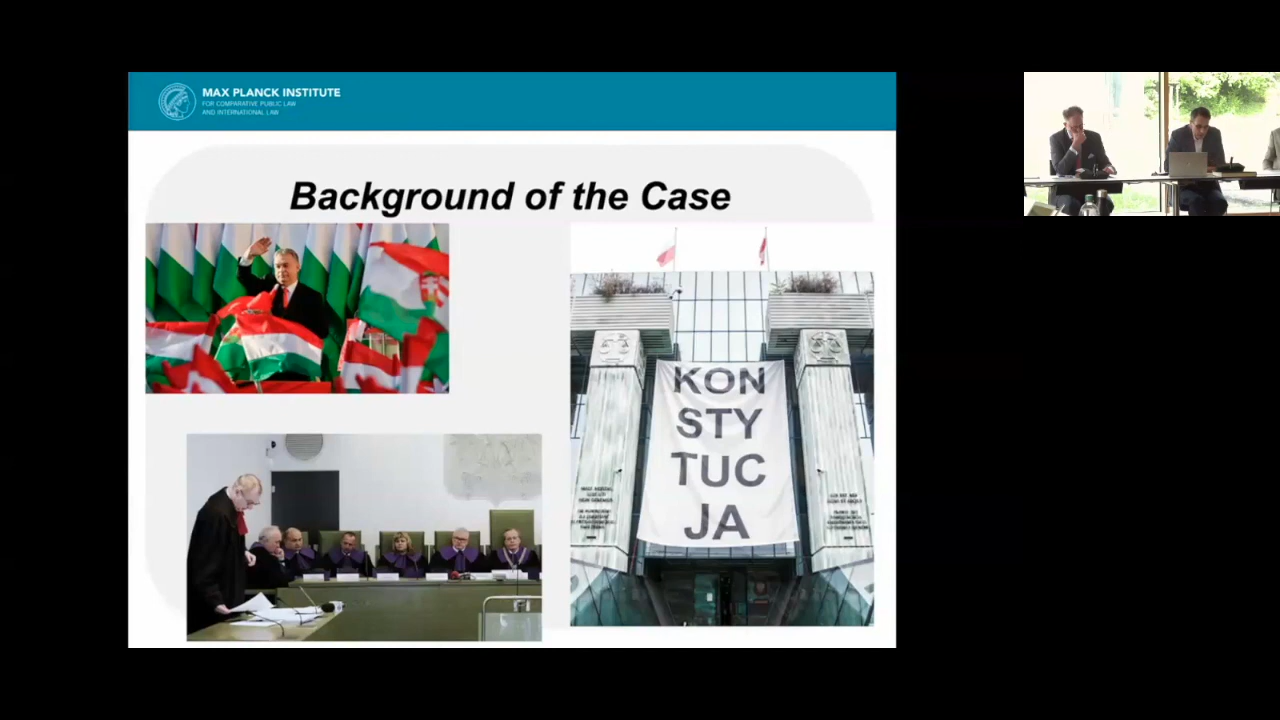 MAX PLANCK INSTITUTE
FOR COMPARATIVE PUBLIC LAW
AND INTERNATIONAL LAW
Background of the Case
KON
STY
TUC
JA